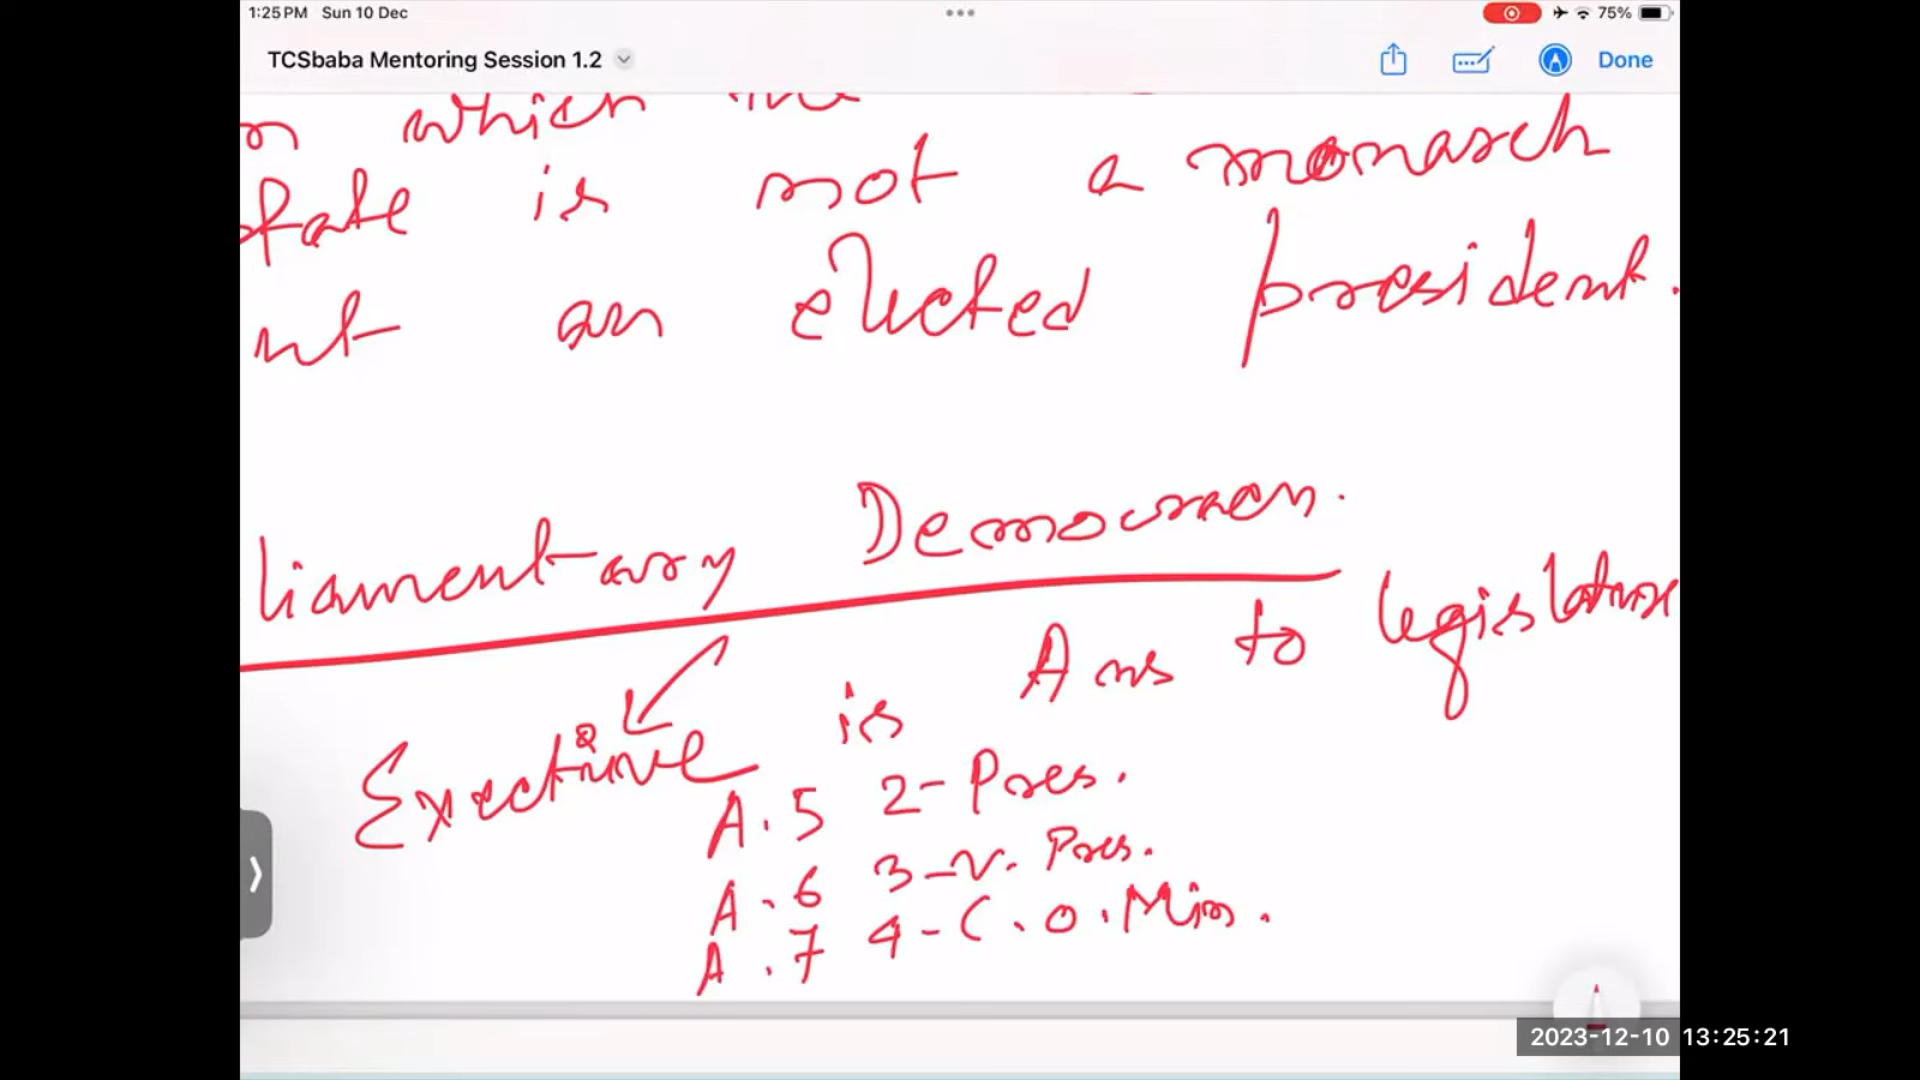 1:25 PM Sun 10 Dec
75%
TCSbaba Mentoring Session 1.2
Done
which
state is not a monarch
nt an elected president.
liamentary Democracy.
Executive is Ans to legislature
A. 5 2- Pres.
A. 6 3-V. Pres.
A. 7 4-C.O.Min.
2023-12-10 13:25:21